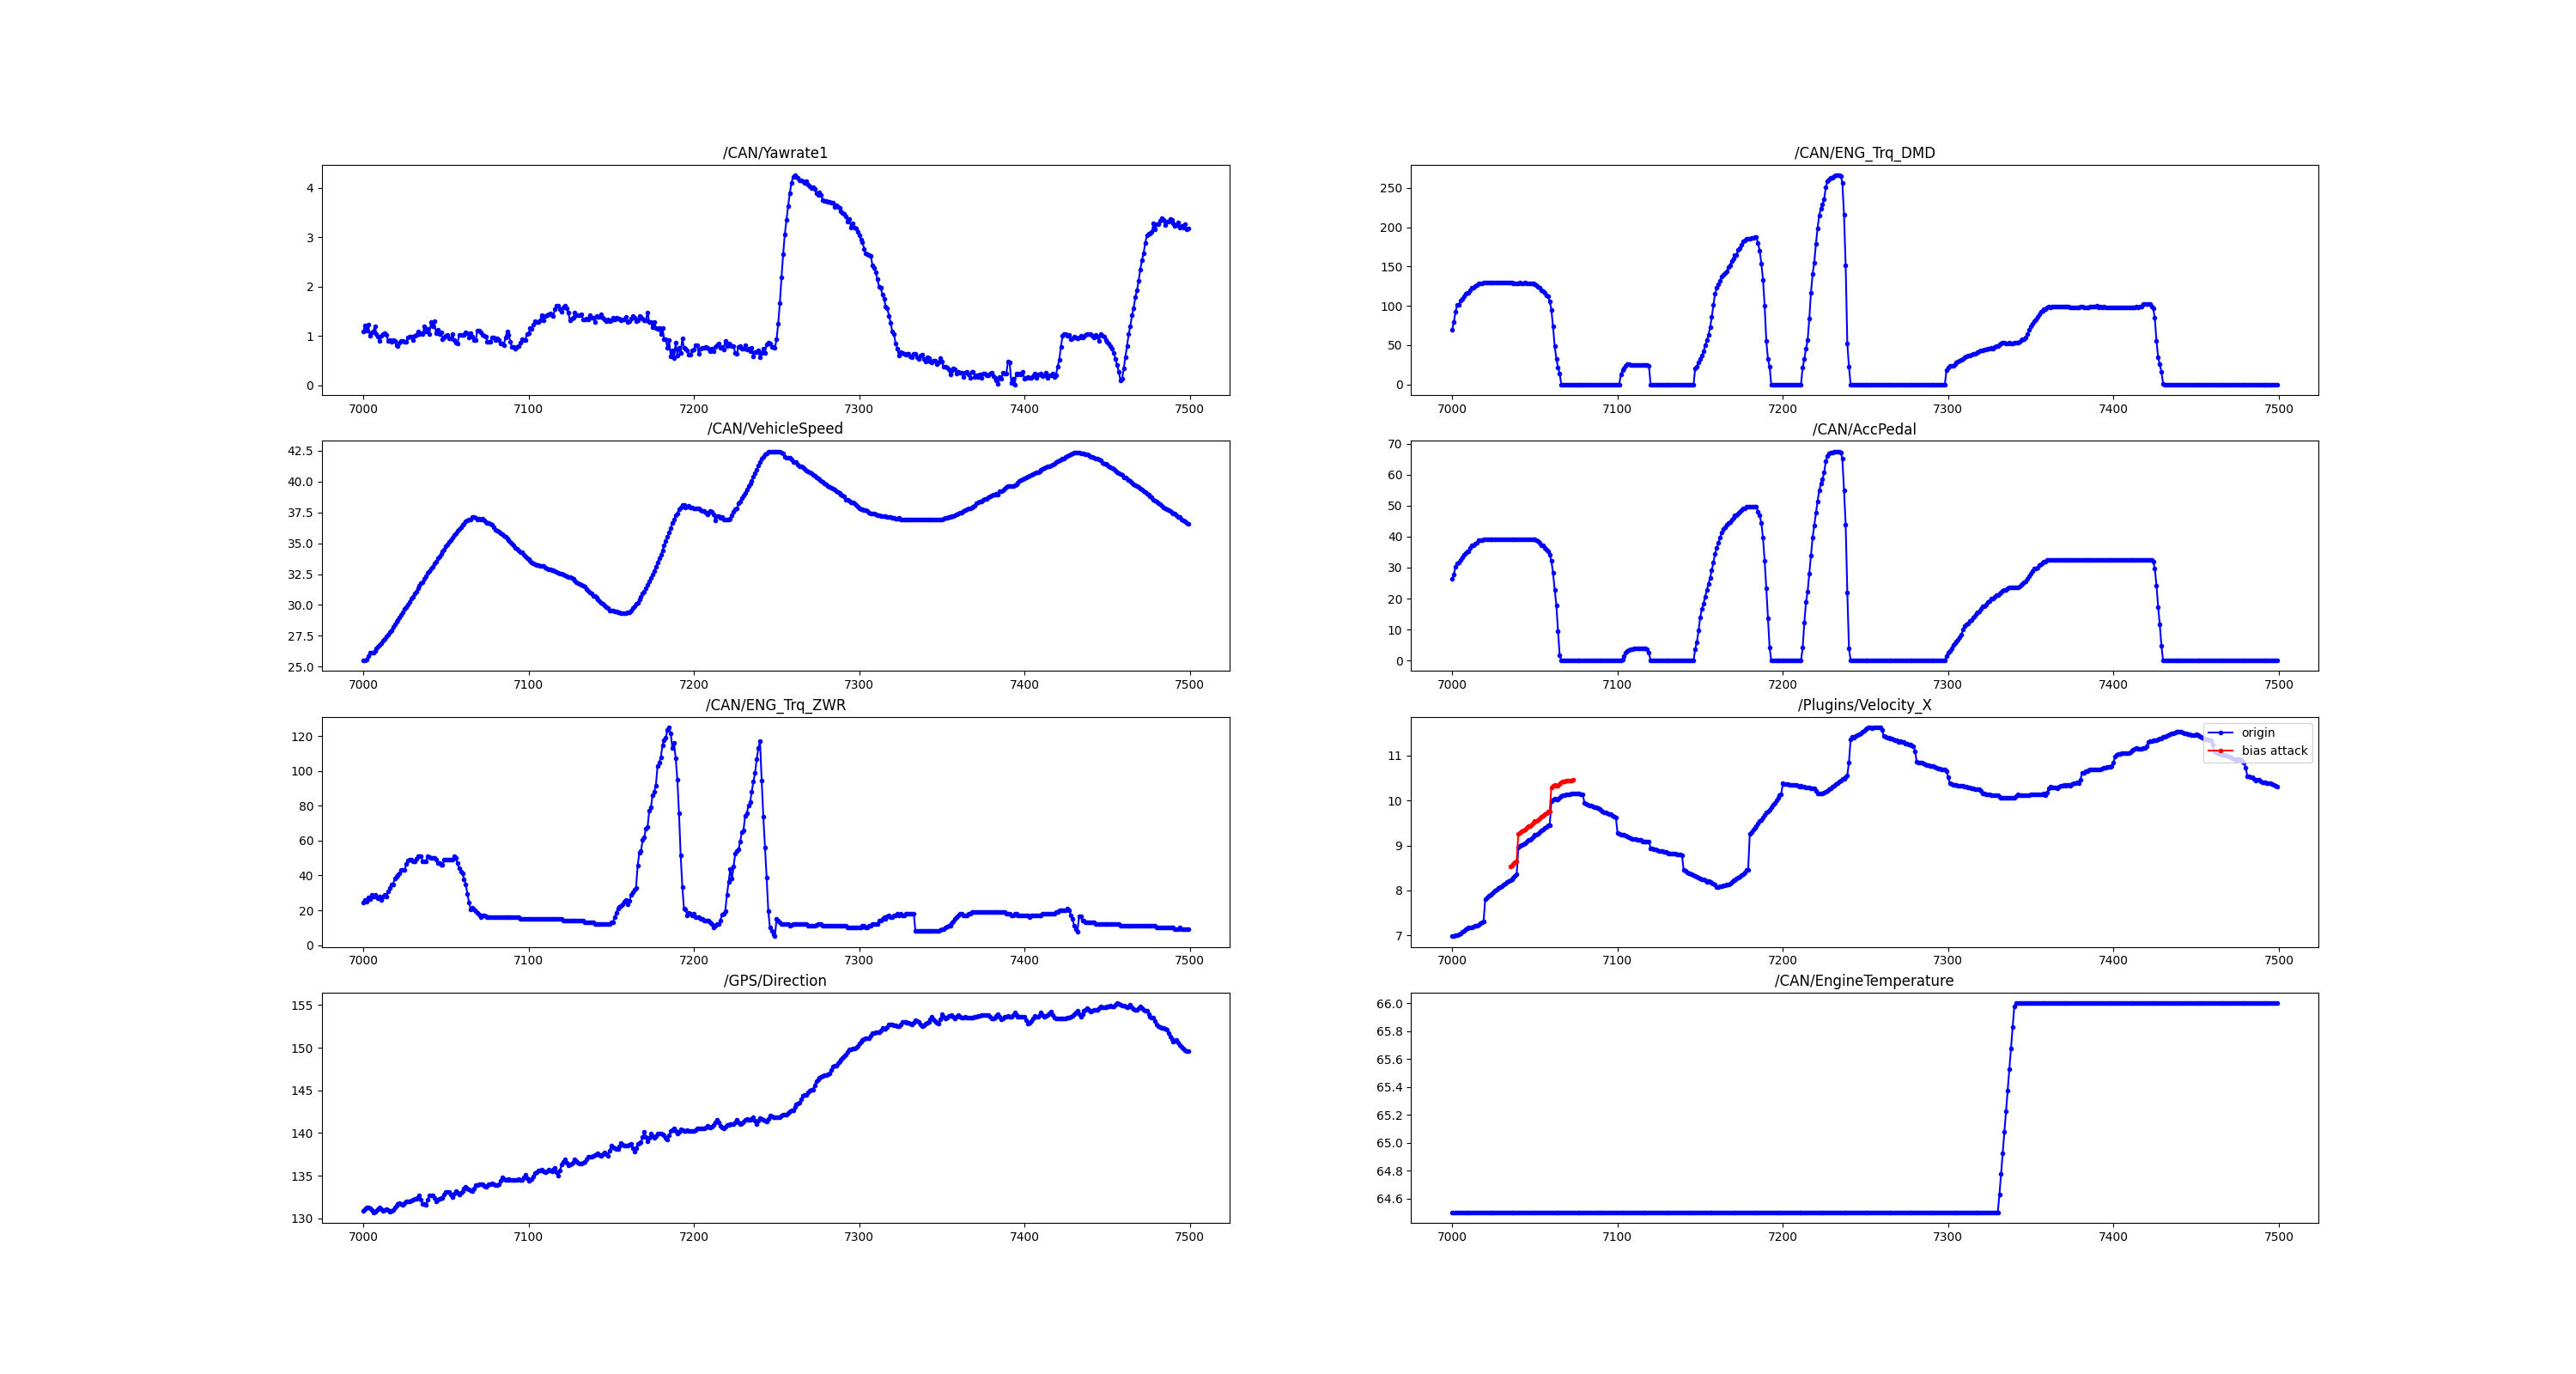 /CAN/Yawrate1
4
3
2
1
0
7000 7100 7200 7300 7400 7500
/CAN/ENG_Trq_DMD
250
200
150
100
50
0
7000 7100 7200 7300 7400 7500
/CAN/VehicleSpeed
42.5
40.0
37.5
35.0
32.5
30.0
27.5
25.0
7000 7100 7200 7300 7400 7500
/CAN/AccPedal
70
60
50
40
30
20
10
0
7000 7100 7200 7300 7400 7500
/CAN/ENG_Trq_ZWR
120
100
80
60
40
20
0
7000 7100 7200 7300 7400 7500
/Plugins/Velocity_X
origin
bias attack
11
10
9
8
7
7000 7100 7200 7300 7400 7500
/GPS/Direction
155
150
145
140
135
130
7000 7100 7200 7300 7400 7500
/CAN/EngineTemperature
66.0
65.8
65.6
65.4
65.2
65.0
64.8
64.6
7000 7100 7200 7300 7400 7500